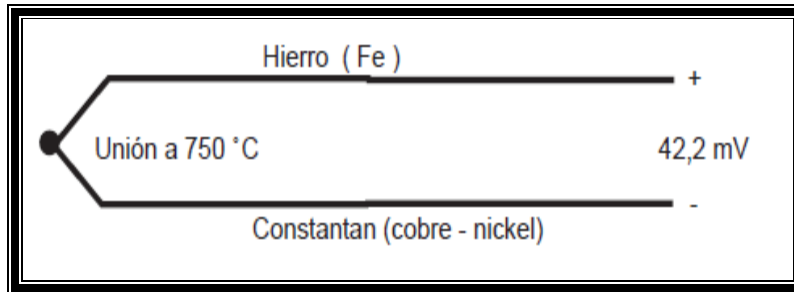 Hierro ( Fe )
+
Unión a 750 °C
42,2 mV
-
Constantan (cobre - nickel)